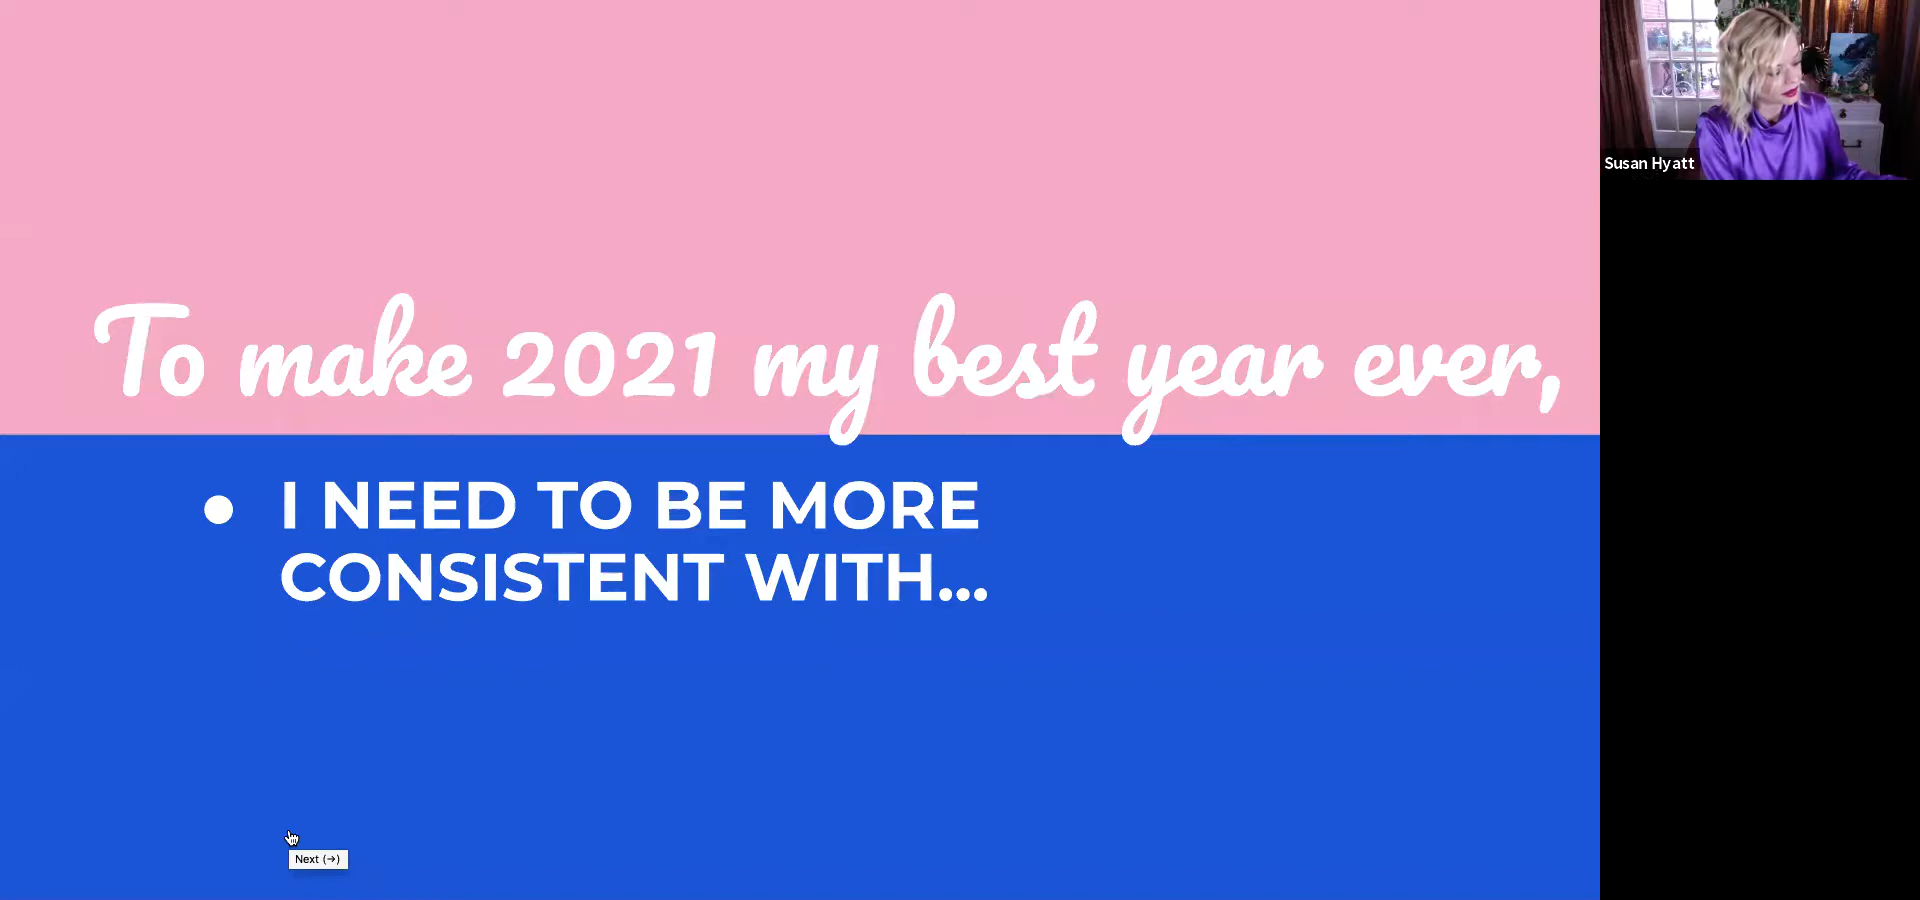 To make 2021 my best year ever,
● I NEED TO BE MORE
CONSISTENT WITH...
Susan Hyatt
Next (→)